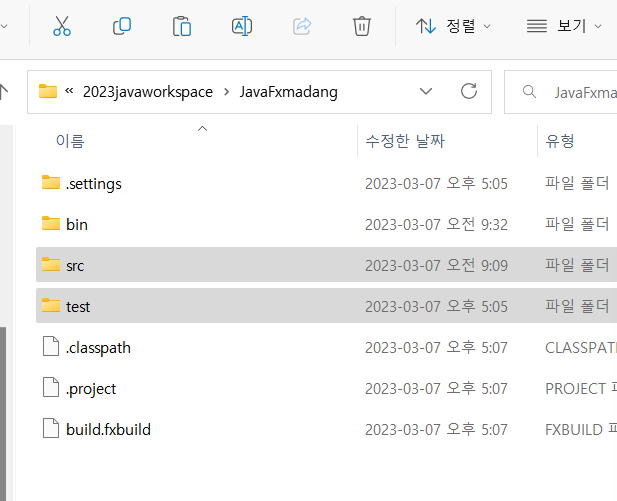 정렬 보기
« 2023javaworkspace > JavaFxmadang JavaFxma
이름 수정한 날짜 유형
.settings 2023-03-07 오후 5:05 파일 폴더
bin 2023-03-07 오전 9:32 파일 폴더
src 2023-03-07 오전 9:09 파일 폴더
test 2023-03-07 오후 5:05 파일 폴더
.classpath 2023-03-07 오후 5:07 CLASSPATH
.project 2023-03-07 오후 5:07 PROJECT
build.fxbuild 2023-03-07 오후 5:07 FXBUILD